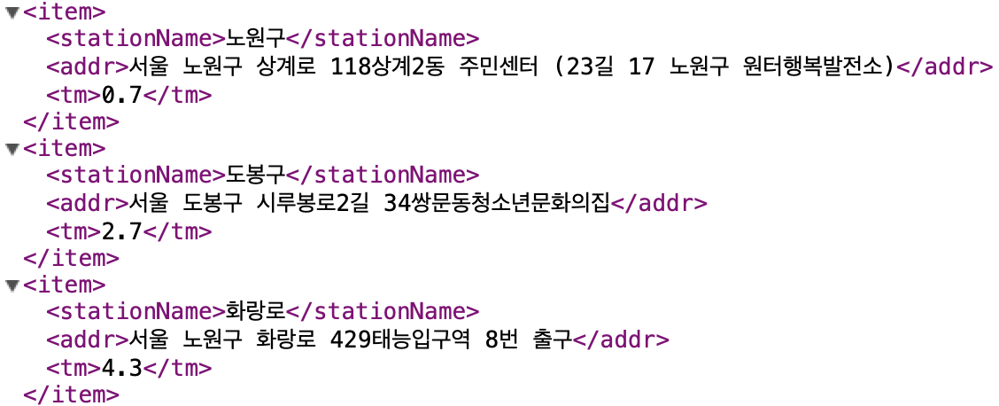 ▼<item>
<stationName>노원구</stationName>
<addr>서울 노원구 상계로 118상계2동 주민센터 (23길 17 노원구 원터행복발전소)</addr>
<tm>0.7</tm>
</item>
▼<item>
<stationName>도봉구</stationName>
<addr>서울 도봉구 시루봉로2길 34쌍문동청소년문화의집</addr>
<tm>2.7</tm>
</item>
▼<item>
<stationName>화랑로</stationName>
<addr>서울 노원구 화랑로 429태능입구역 8번 출구</addr>
<tm>4.3</tm>
</item>